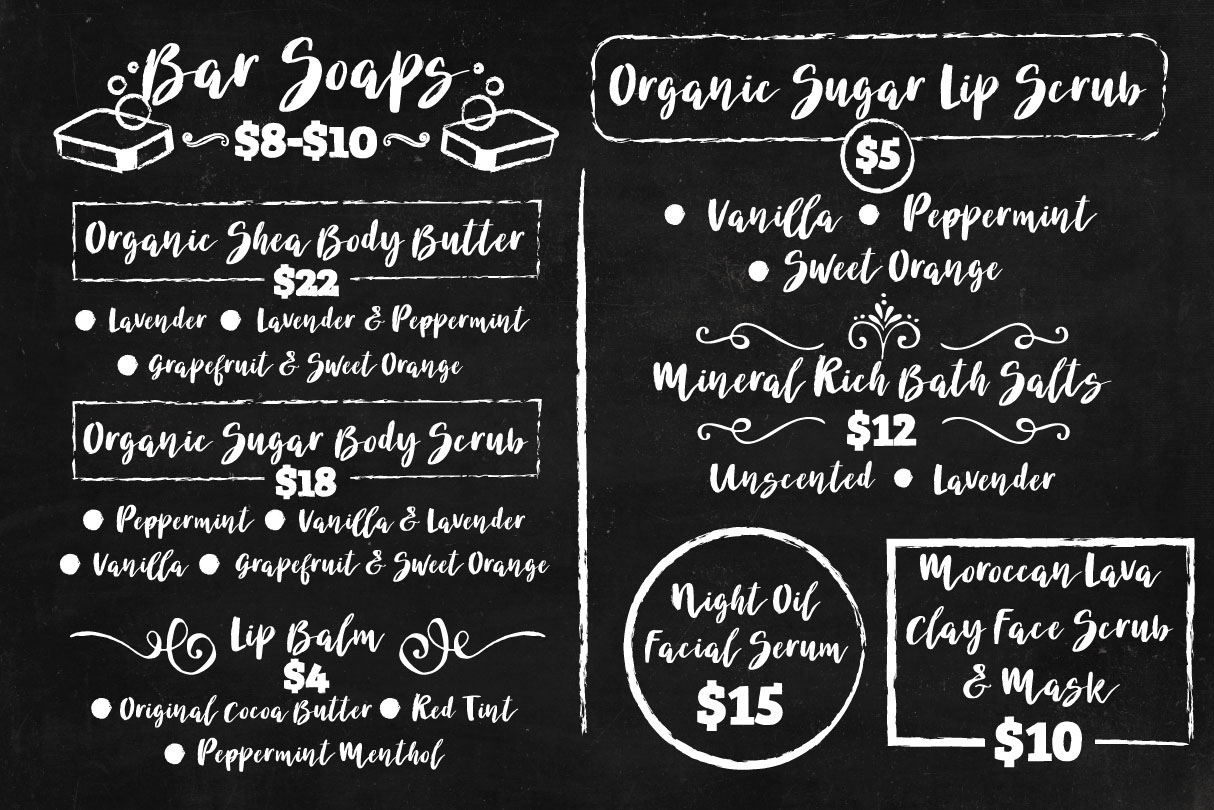 Bar Soaps
$8-$10
Organic Shea Body Butter
$22
● Lavender ● Lavender & Peppermint
● Grapefruit & Sweet Orange
Organic Sugar Body Scrub
$18
● Peppermint ● Vanilla & Lavender
● Vanilla ● Grapefruit & Sweet Orange
Lip Balm
$4
● Original Cocoa Butter ● Red Tint
● Peppermint Menthol
Organic Sugar Lip Scrub
$5
● Vanilla ● Peppermint
● Sweet Orange
Mineral Rich Bath Salts
$12
Unscented ● Lavender
Night Oil
Facial Serum
$15
Moroccan Lava
Clay Face Scrub
& Mask
$10